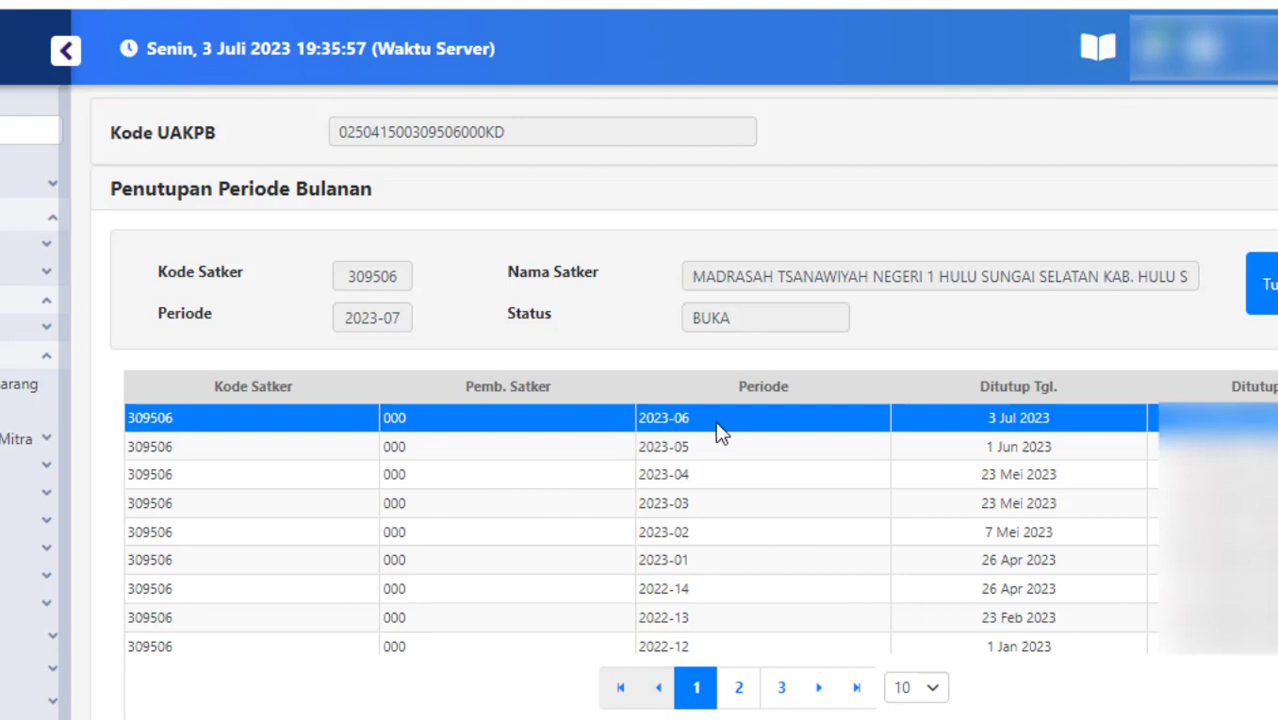 Senin, 3 Juli 2023 19:35:57 (Waktu Server)
Kode UAKPB 025041500309506000KD
Penutupan Periode Bulanan
Kode Satker 309506 Nama Satker MADRASAH TSANAWIYAH NEGERI 1 HULU SUNGAI SELATAN KAB. HULU S
Tu
Periode 2023-07 Status BUKA
Kode Satker Pemb. Satker Periode Ditutup Tgl. Ditutup
309506 000 2023-06 3 Jul 2023
309506 000 2023-05 1 Jun 2023
arang
309506 000 2023-04 23 Mei 2023
Mitra
309506 000 2023-03 23 Mei 2023
309506 000 2023-02 7 Mei 2023
309506 000 2023-01 26 Apr 2023
309506 000 2022-14 26 Apr 2023
309506 000 2022-13 23 Feb 2023
309506 000 2022-12 1 Jan 2023
1 2 3 10